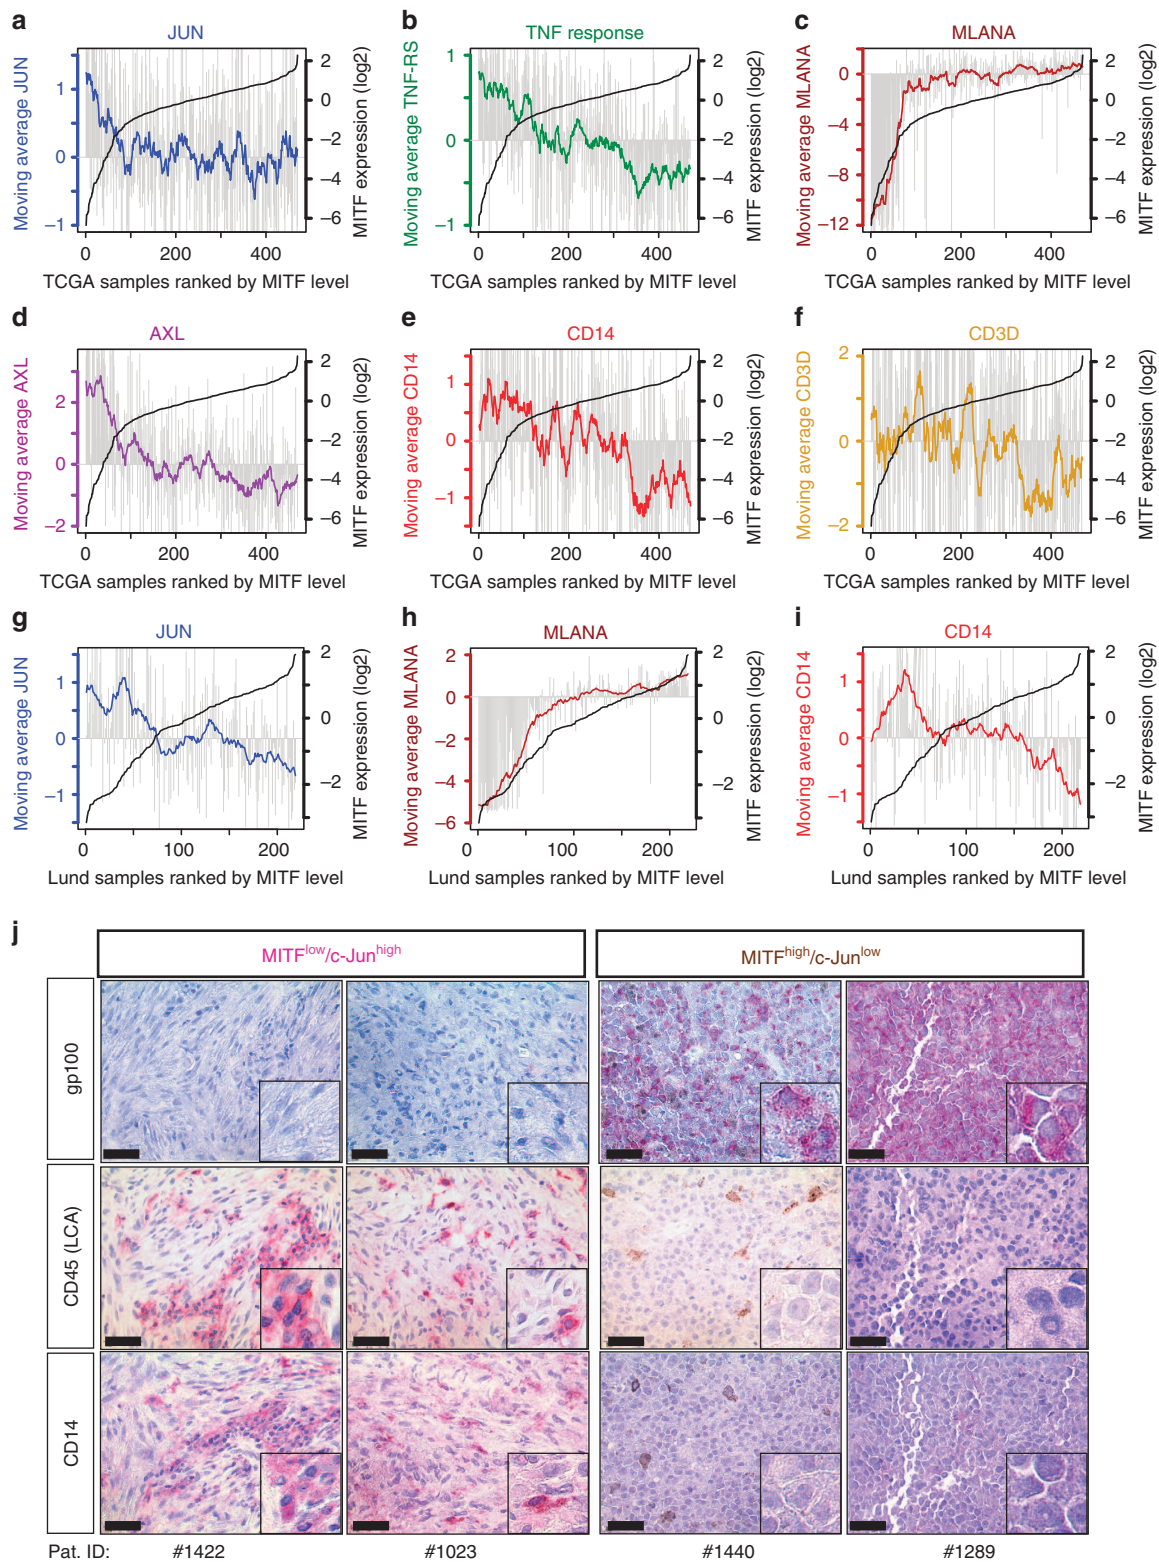 a
JUN
Moving average JUN
1
0
−1
2
0
−2
−4
−6
MITF expression (log2)
0 200 400
TCGA samples ranked by MITF level
b
TNF response
Moving average TNF-RS
1
0
−1
2
0
−2
−4
−6
MITF expression (log2)
0 200 400
TCGA samples ranked by MITF level
c
MLANA
Moving average MLANA
0
−4
−8
−12
2
0
−2
−4
−6
MITF expression (log2)
0 200 400
TCGA samples ranked by MITF level
d
AXL
Moving average AXL
2
0
−2
2
0
−2
−4
−6
MITF expression (log2)
0 200 400
TCGA samples ranked by MITF level
e
CD14
Moving average CD14
1
0
−1
2
0
−2
−4
−6
MITF expression (log2)
0 200 400
TCGA samples ranked by MITF level
f
CD3D
Moving average CD3D
2
0
−2
2
0
−2
−4
−6
MITF expression (log2)
0 200 400
TCGA samples ranked by MITF level
g
JUN
Moving average JUN
1
0
−1
2
0
−2
MITF expression (log2)
0 100 200
Lund samples ranked by MITF level
h
MLANA
Moving average MLANA
2
0
−2
−4
−6
2
0
−2
MITF expression (log2)
0 100 200
Lund samples ranked by MITF level
i
CD14
Moving average CD14
1
0
−1
2
0
−2
MITF expression (log2)
0 100 200
Lund samples ranked by MITF level
j
MITFlow/c-Junhigh
MITFhigh/c-Junlow
gp100
CD45 (LCA)
CD14
Pat. ID: #1422 #1023 #1440 #1289